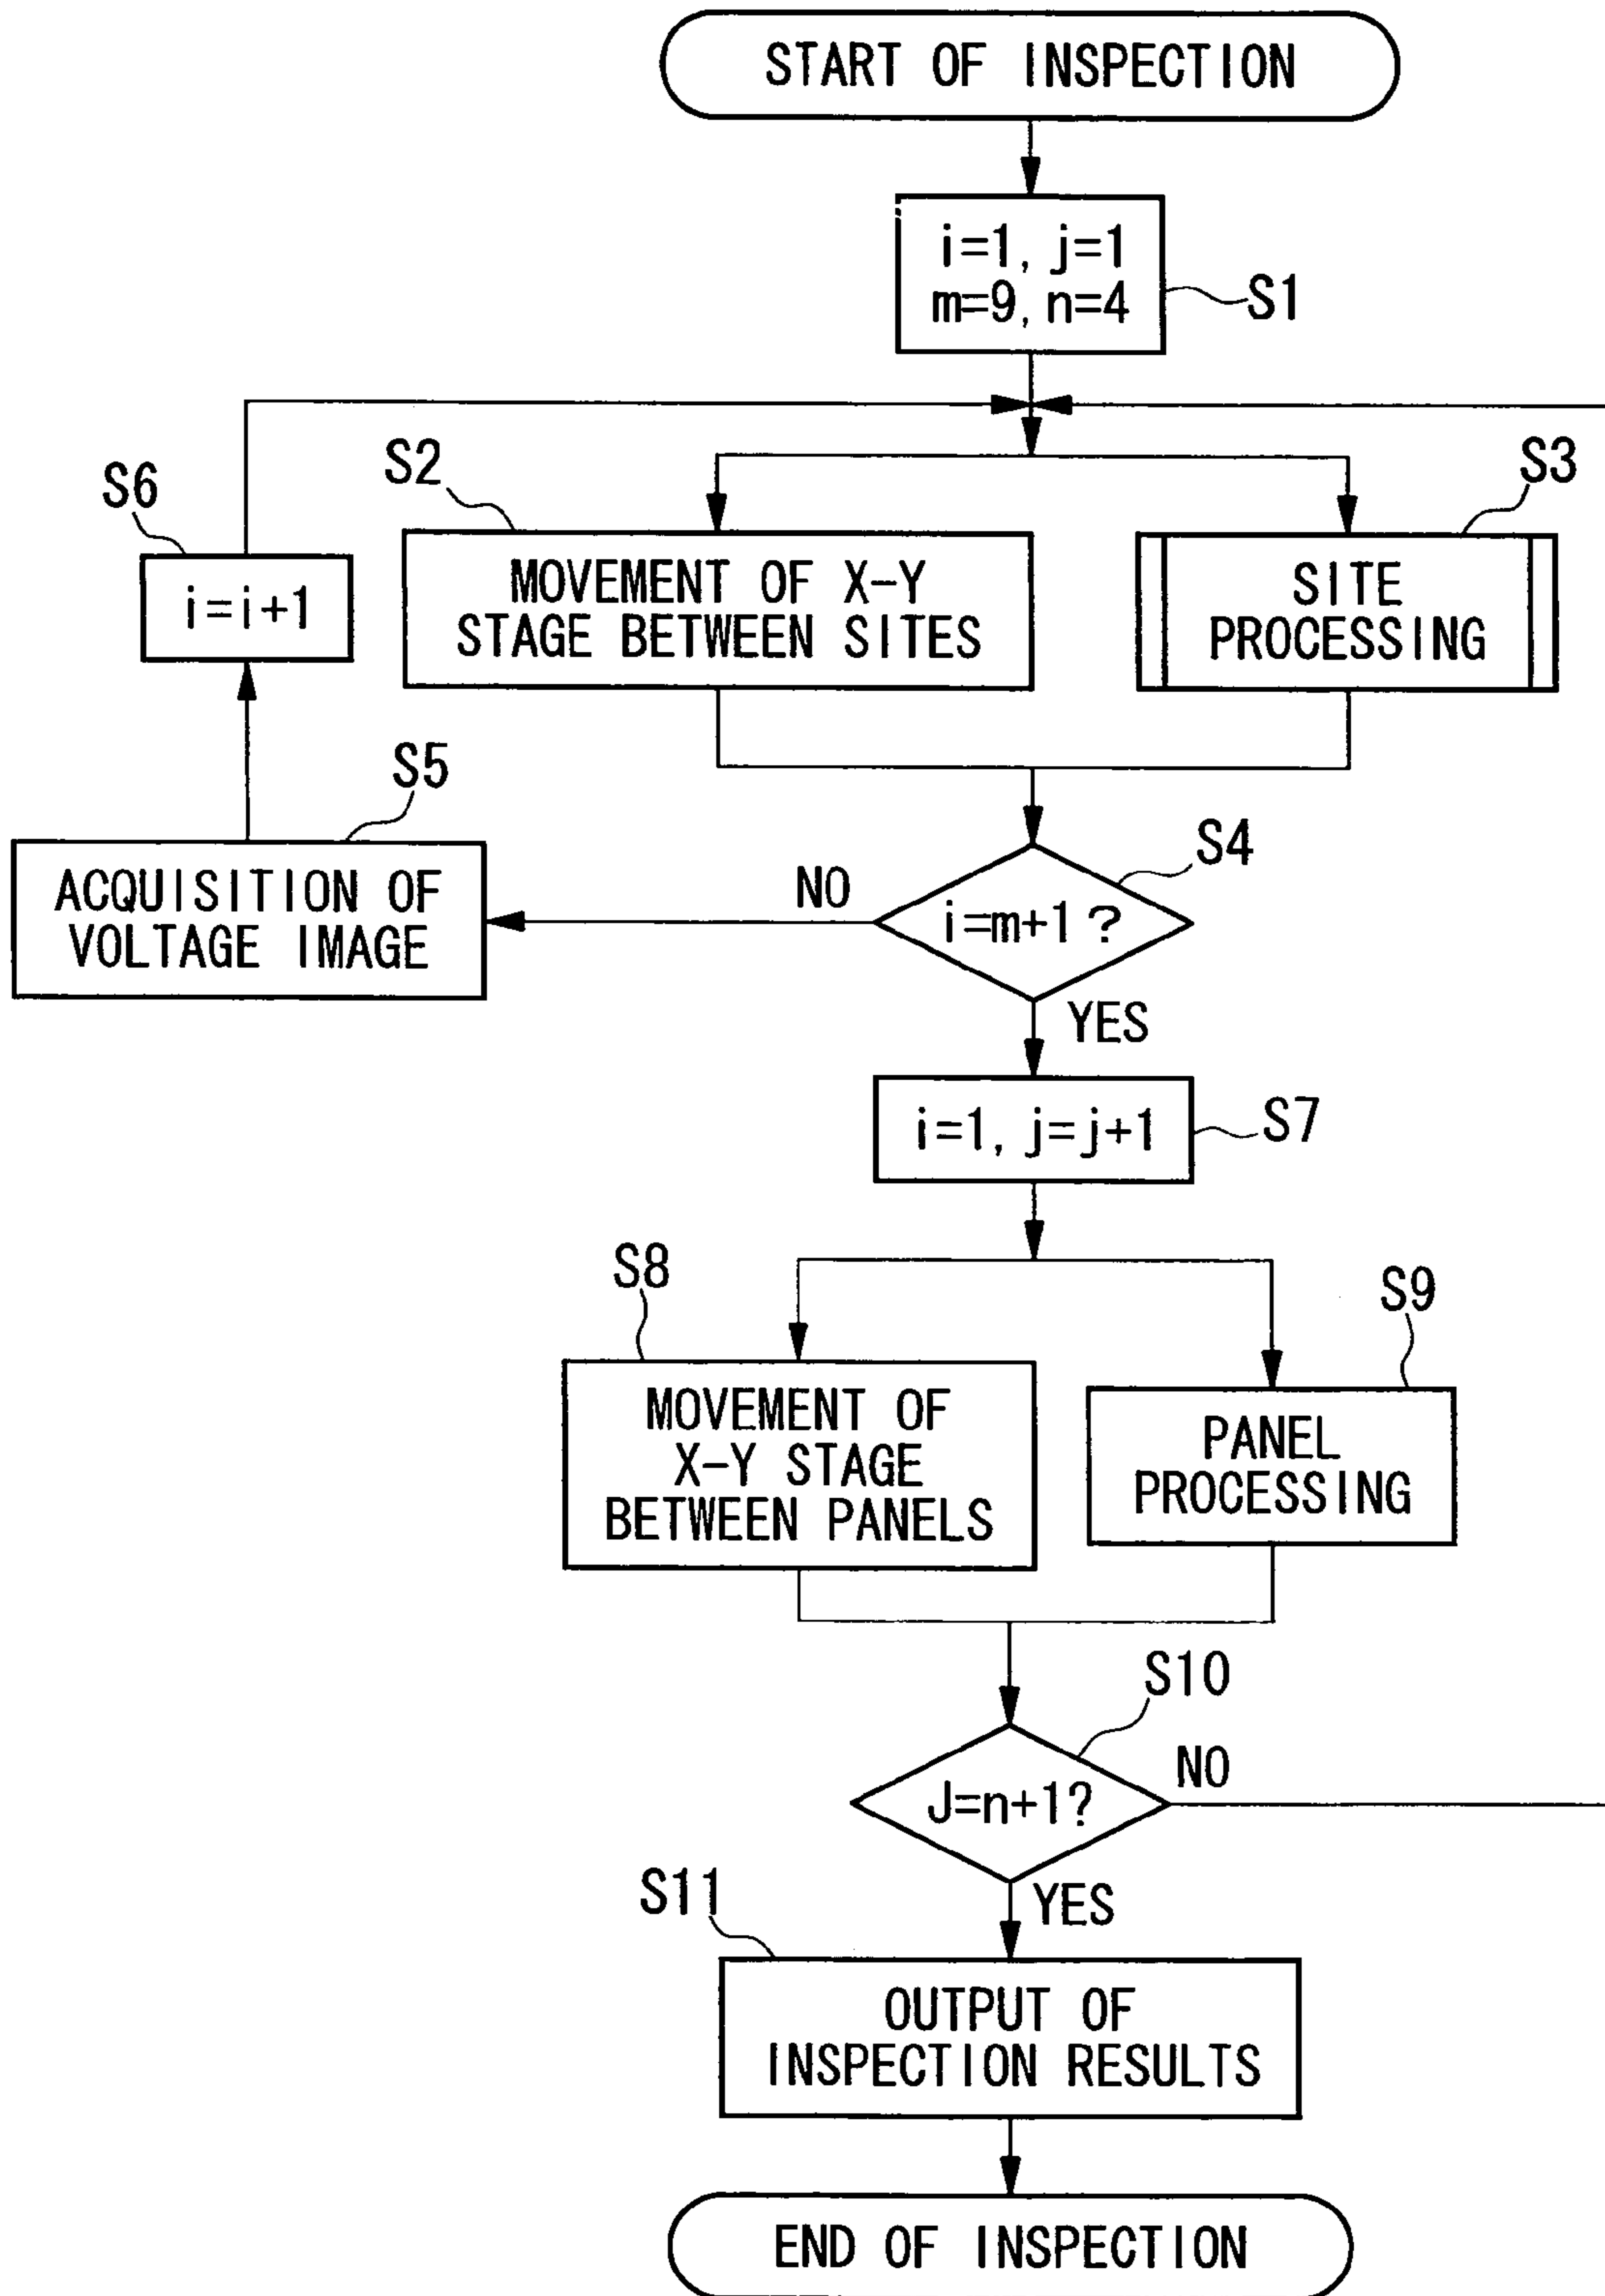 START OF INSPECTION
i=1, j=1
m=9, n=4
S1
S2
S3
S6
MOVEMENT OF X-Y
STAGE BETWEEN SITES
SITE
PROCESSING
i=i+1
S5
S4
ACQUISITION OF
VOLTAGE IMAGE
NO
i=m+1 ?
YES
i=1, j=j+1
S7
S8
S9
MOVEMENT OF
X-Y STAGE
BETWEEN PANELS
PANEL
PROCESSING
S10
J=n+1?
NO
YES
S11
OUTPUT OF
INSPECTION RESULTS
END OF INSPECTION